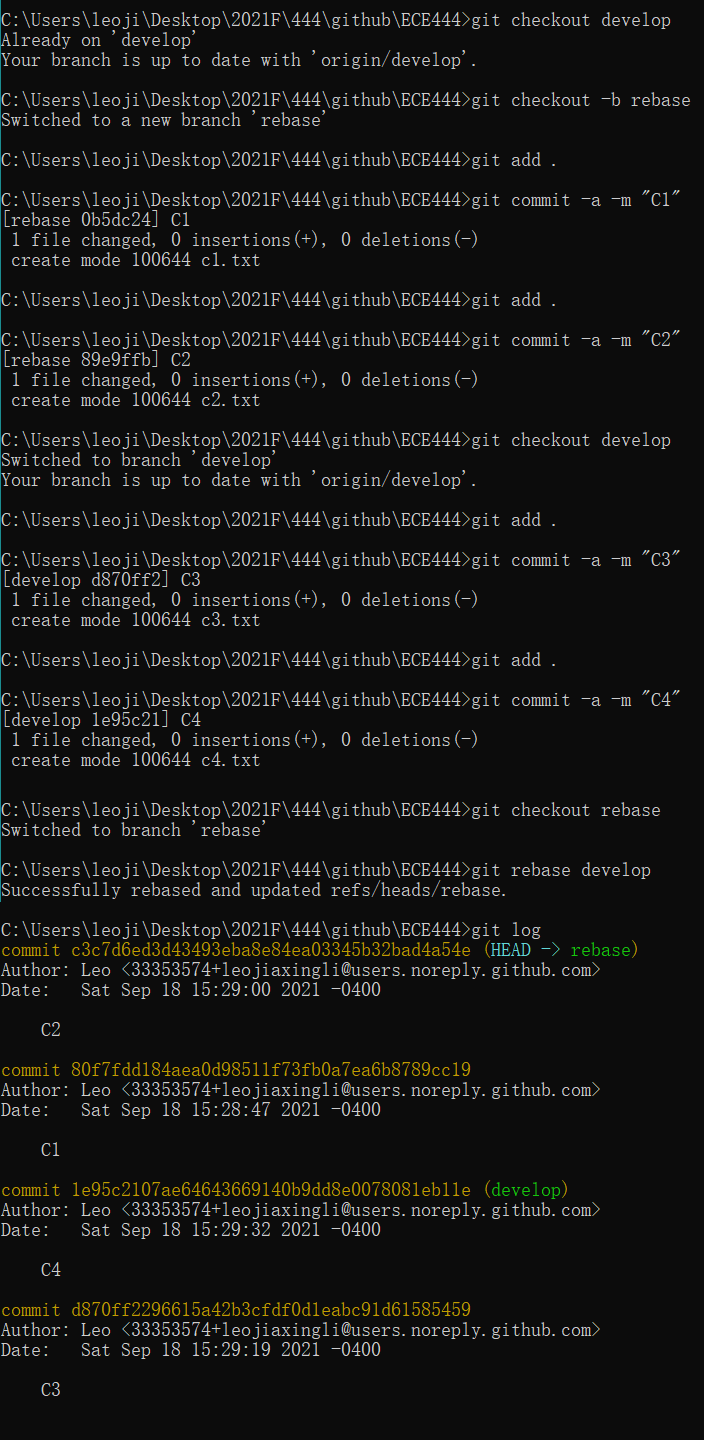 C:\Users\leoji\Desktop\2021F\444\github\ECE444>git checkout develop
Already on 'develop'
Your branch is up to date with 'origin/develop'.
C:\Users\leoji\Desktop\2021F\444\github\ECE444>git checkout -b rebase
Switched to a new branch 'rebase'
C:\Users\leoji\Desktop\2021F\444\github\ECE444>git add .
C:\Users\leoji\Desktop\2021F\444\github\ECE444>git commit -a -m "C1"
[rebase 0b5dc24] C1
 1 file changed, 0 insertions(+), 0 deletions(-)
 create mode 100644 c1.txt
C:\Users\leoji\Desktop\2021F\444\github\ECE444>git add .
C:\Users\leoji\Desktop\2021F\444\github\ECE444>git commit -a -m "C2"
[rebase 89e9ffb] C2
 1 file changed, 0 insertions(+), 0 deletions(-)
 create mode 100644 c2.txt
C:\Users\leoji\Desktop\2021F\444\github\ECE444>git checkout develop
Switched to branch 'develop'
Your branch is up to date with 'origin/develop'.
C:\Users\leoji\Desktop\2021F\444\github\ECE444>git add .
C:\Users\leoji\Desktop\2021F\444\github\ECE444>git commit -a -m "C3"
[develop d870ff2] C3
 1 file changed, 0 insertions(+), 0 deletions(-)
 create mode 100644 c3.txt
C:\Users\leoji\Desktop\2021F\444\github\ECE444>git add .
C:\Users\leoji\Desktop\2021F\444\github\ECE444>git commit -a -m "C4"
[develop 1e95c21] C4
 1 file changed, 0 insertions(+), 0 deletions(-)
 create mode 100644 c4.txt
C:\Users\leoji\Desktop\2021F\444\github\ECE444>git checkout rebase
Switched to branch 'rebase'
C:\Users\leoji\Desktop\2021F\444\github\ECE444>git rebase develop
Successfully rebased and updated refs/heads/rebase.
C:\Users\leoji\Desktop\2021F\444\github\ECE444>git log
commit c3c7d6ed3d43493eba8e84ea03345b32bad4a54e (HEAD -> rebase)
Author: Leo <33353574+leojiaxingli@users.noreply.github.com>
Date:   Sat Sep 18 15:29:00 2021 -0400
    C2
commit 80f7fdd184aea0d98511f73fb0a7ea6b8789cc19
Author: Leo <33353574+leojiaxingli@users.noreply.github.com>
Date:   Sat Sep 18 15:28:47 2021 -0400
    C1
commit 1e95c2107ae64643669140b9dd8e0078081eb11e (develop)
Author: Leo <33353574+leojiaxingli@users.noreply.github.com>
Date:   Sat Sep 18 15:29:32 2021 -0400
    C4
commit d870ff2296615a42b3cfdf0d1eabc91d61585459
Author: Leo <33353574+leojiaxingli@users.noreply.github.com>
Date:   Sat Sep 18 15:29:19 2021 -0400
    C3